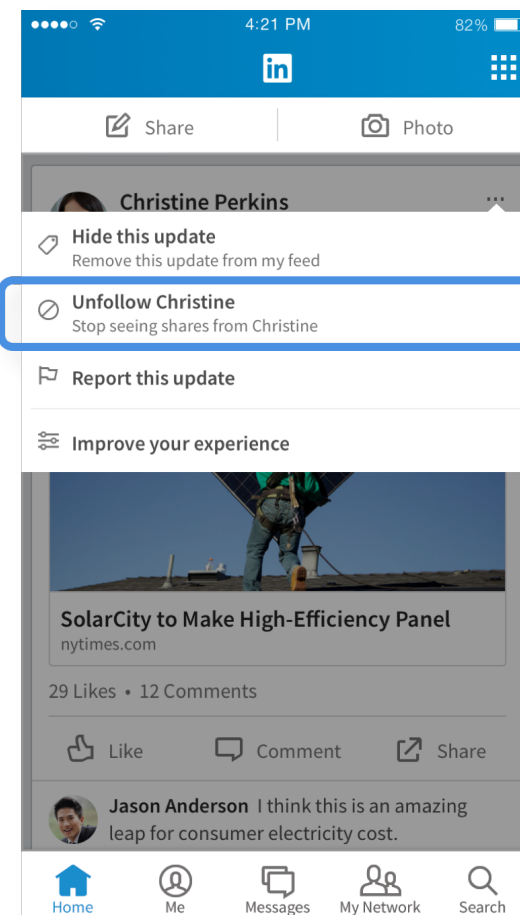 4:21 PM
82%
in
Share
Photo
Christine Perkins
Hide this update
Remove this update from my feed
Unfollow Christine
Stop seeing shares from Christine
Report this update
Improve your experience
SolarCity to Make High-Efficiency Panel
nytimes.com
29 Likes • 12 Comments
Like
Comment
Share
Jason Anderson I think this is an amazing
leap for consumer electricity cost.
Home
Me
Messages
My Network
Search